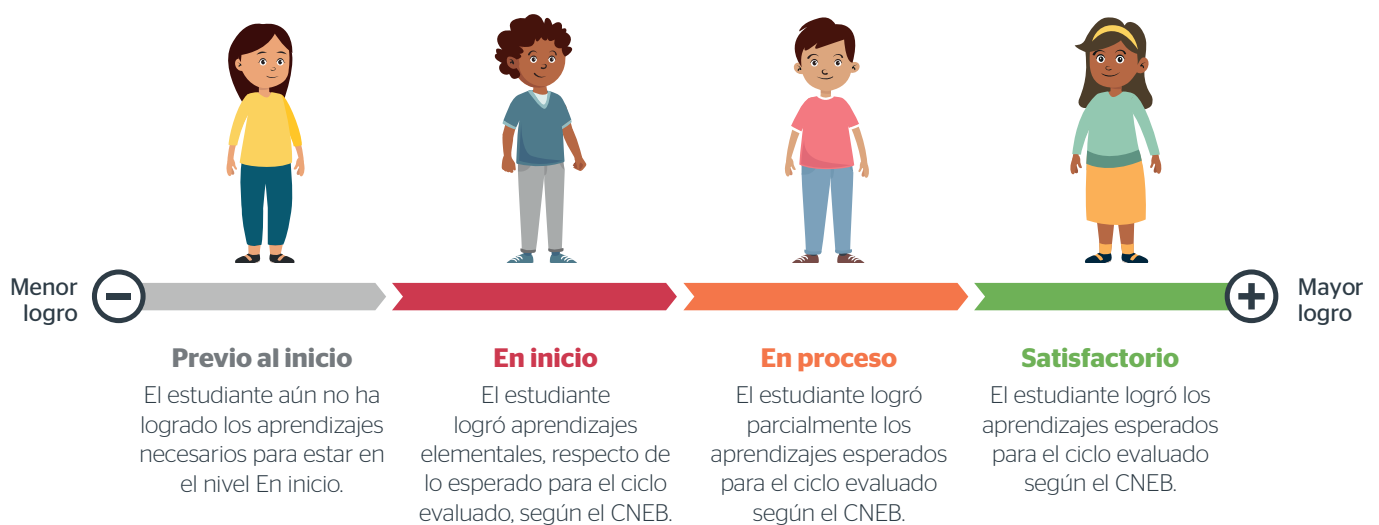 Menor
logro
Previo al inicio
El estudiante aún no ha
logrado los aprendizajes
necesarios para estar en
el nivel En inicio.
En inicio
El estudiante
logró aprendizajes
elementales, respecto de
lo esperado para el ciclo
evaluado, según el CNEB.
En proceso
El estudiante logró
parcialmente los
aprendizajes esperados
para el ciclo evaluado
según el CNEB.
Satisfactorio
El estudiante logró los
aprendizajes esperados
para el ciclo evaluado
según el CNEB.
Mayor
logro